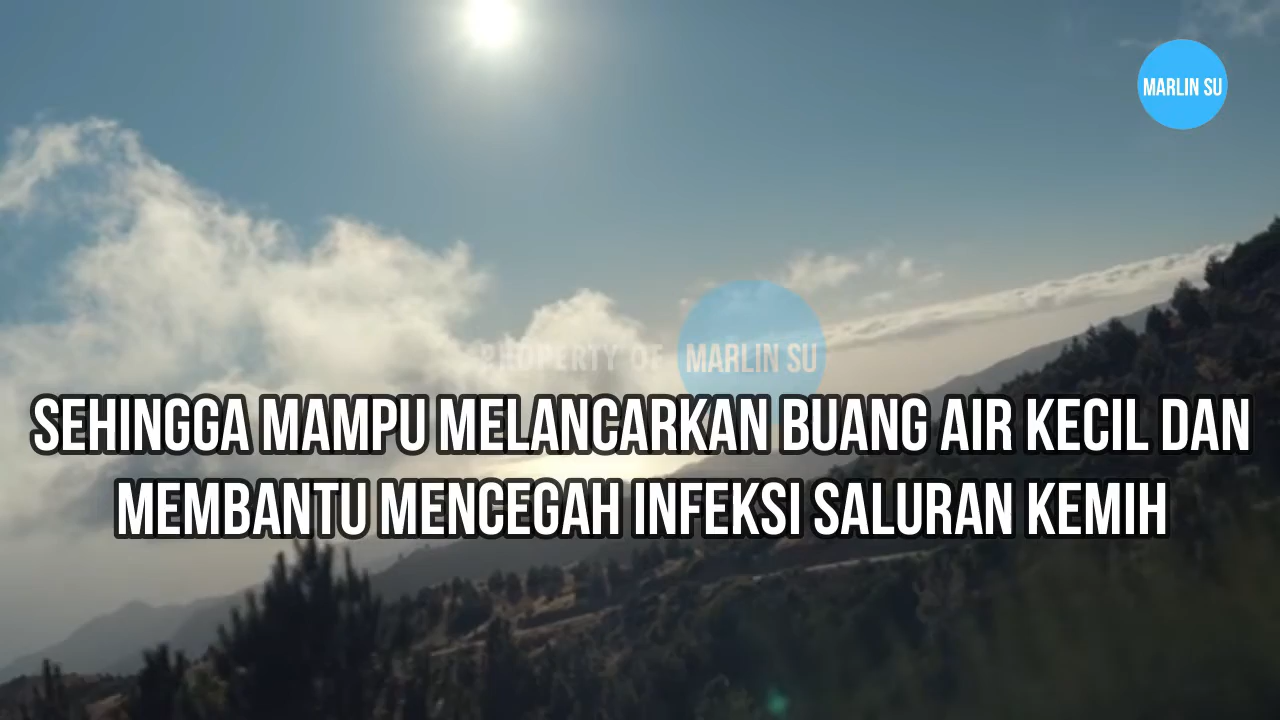 MARLIN SU
PROPERTY OF MARLIN SU
SEHINGGA MAMPU MELANCARKAN BUANG AIR KECIL DAN
MEMBANTU MENCEGAH INFEKSI SALURAN KEMIH